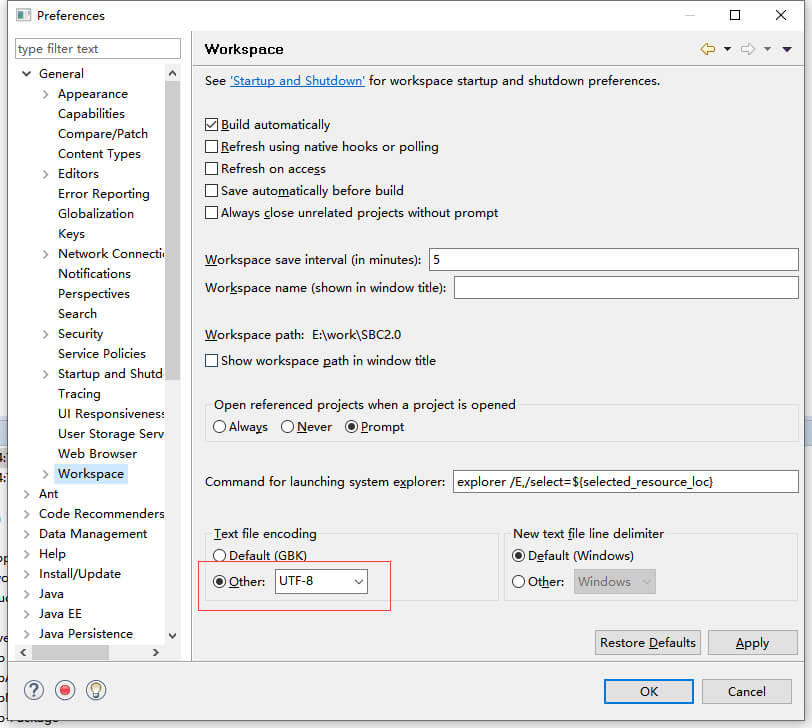 Preferences
type filter text
General
Appearance
Capabilities
Compare/Patch
Content Types
Editors
Error Reporting
Globalization
Keys
Network Connecti
Notifications
Perspectives
Search
Security
Service Policies
Startup and Shutd
Tracing
UI Responsiveness
User Storage Serv
Web Browser
Workspace
Ant
Code Recommenders
Data Management
Help
Install/Update
Java
Java EE
Java Persistence
Workspace
See 'Startup and Shutdown' for workspace startup and shutdown preferences.
Build automatically
Refresh using native hooks or polling
Refresh on access
Save automatically before build
Always close unrelated projects without prompt
Workspace save interval (in minutes): 5
Workspace name (shown in window title):
Workspace path: E:\work\SBC2.0
Show workspace path in window title
Open referenced projects when a project is opened
Always Never Prompt
Command for launching system explorer: explorer /E,/select=${selected_resource_loc}
Text file encoding
Default (GBK)
Other: UTF-8
New text file line delimiter
Default (Windows)
Other: Windows
Restore Defaults Apply
? OK Cancel